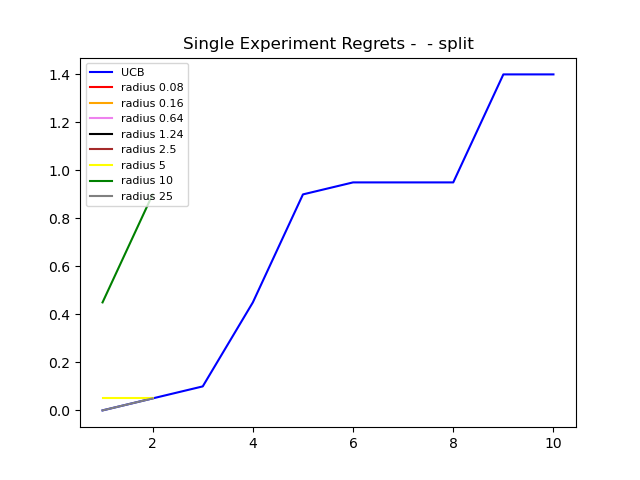 Single Experiment Regrets -  - split
UCB
radius 0.08
radius 0.16
radius 0.64
radius 1.24
radius 2.5
radius 5
radius 10
radius 25
1.4
1.2
1.0
0.8
0.6
0.4
0.2
0.0
2
4
6
8
10